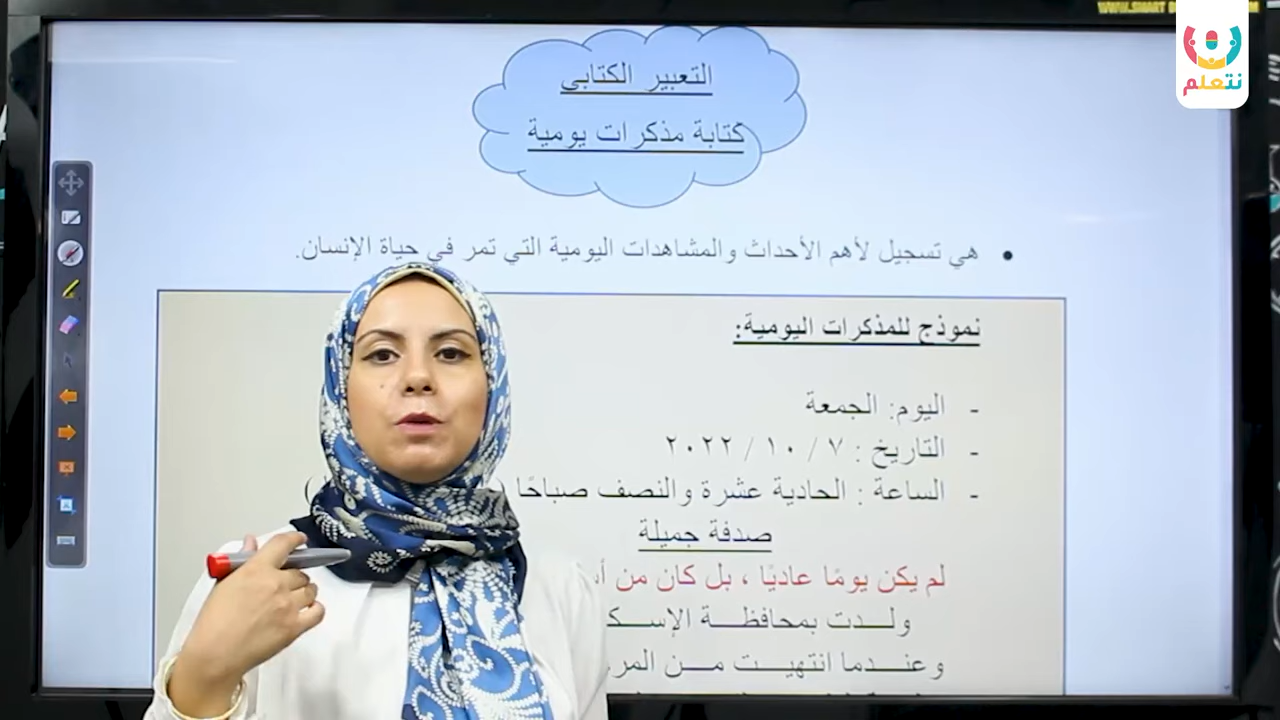 نتعلم
التعبير الكتابي
كتابة مذكرات يومية
• هي تسجيل لأهم الأحداث والمشاهدات اليومية التي تمر في حياة الإنسان.
نموذج للمذكرات اليومية:
- اليوم: الجمعة
- التاريخ : ٧ / ١٠ / ٢٠٢٢
- الساعة : الحادية عشرة والنصف صباحًا (
صدفة جميلة
لم يكن يومًا عاديًا ، بل كان من
ولدت بمحافظة
وعندما انتهيت من